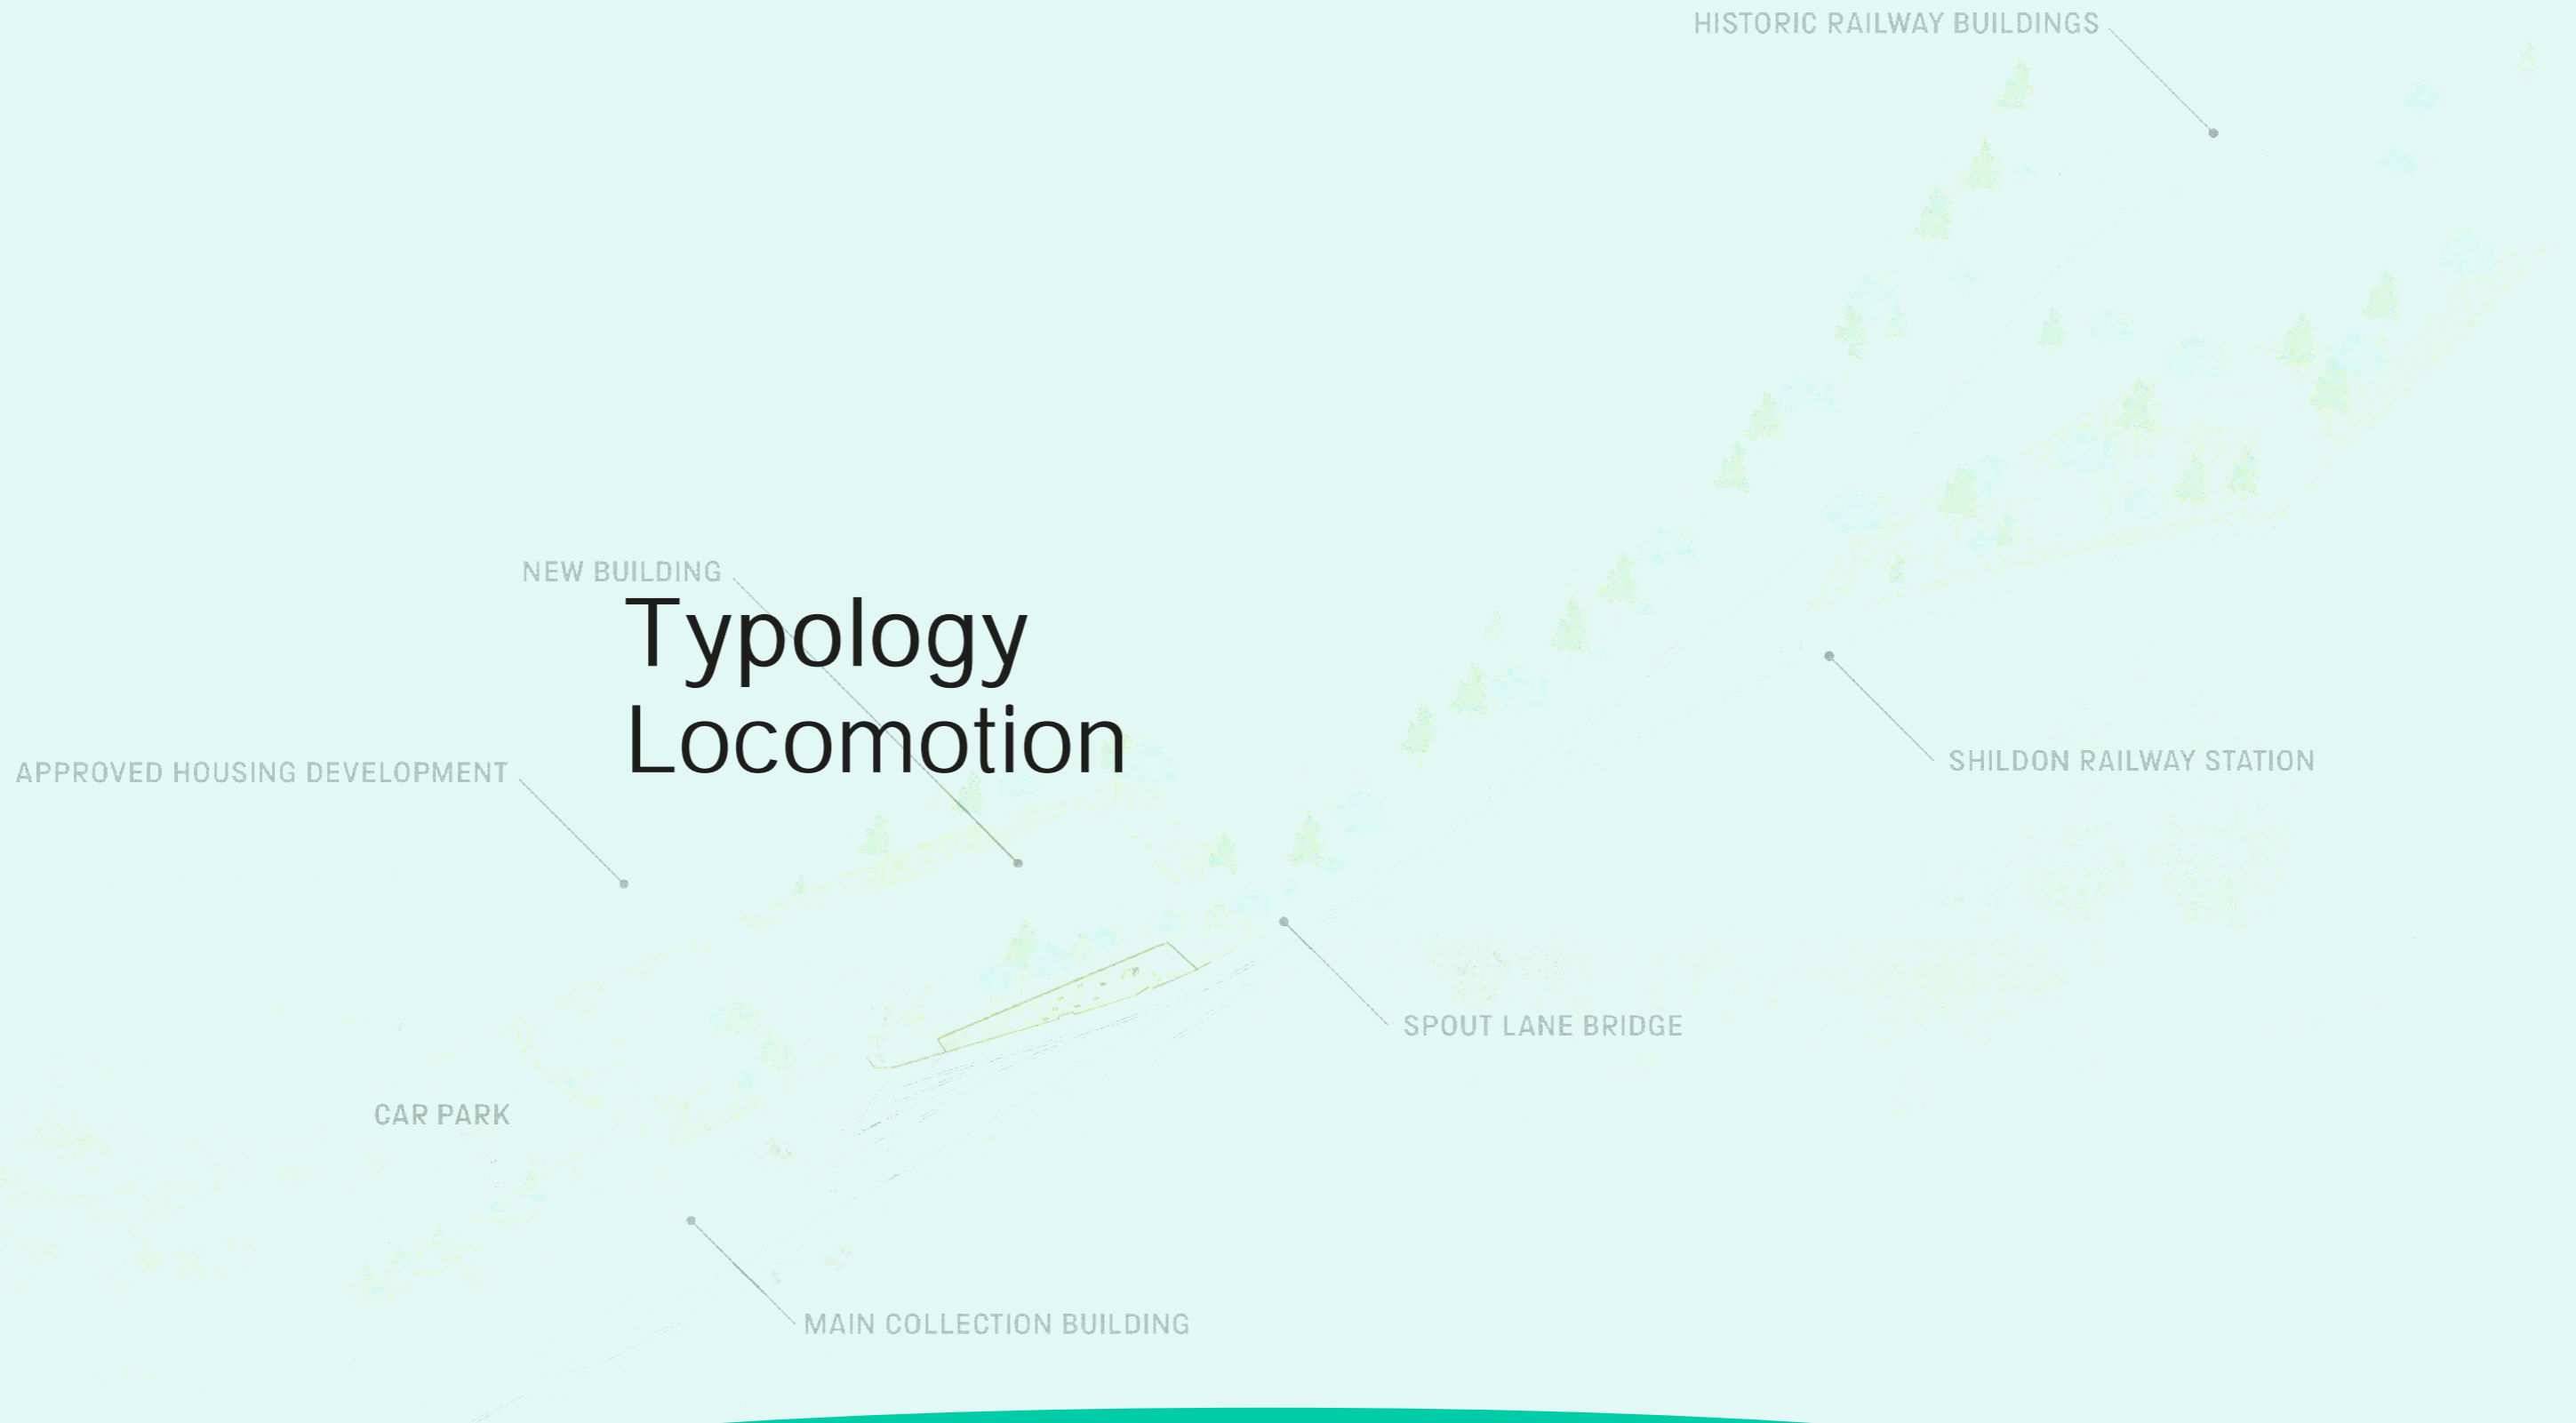 HISTORIC RAILWAY BUILDINGS
NEW BUILDING
Typology
Locomotion
APPROVED HOUSING DEVELOPMENT
SHILDON RAILWAY STATION
SPOUT LANE BRIDGE
CAR PARK
MAIN COLLECTION BUILDING